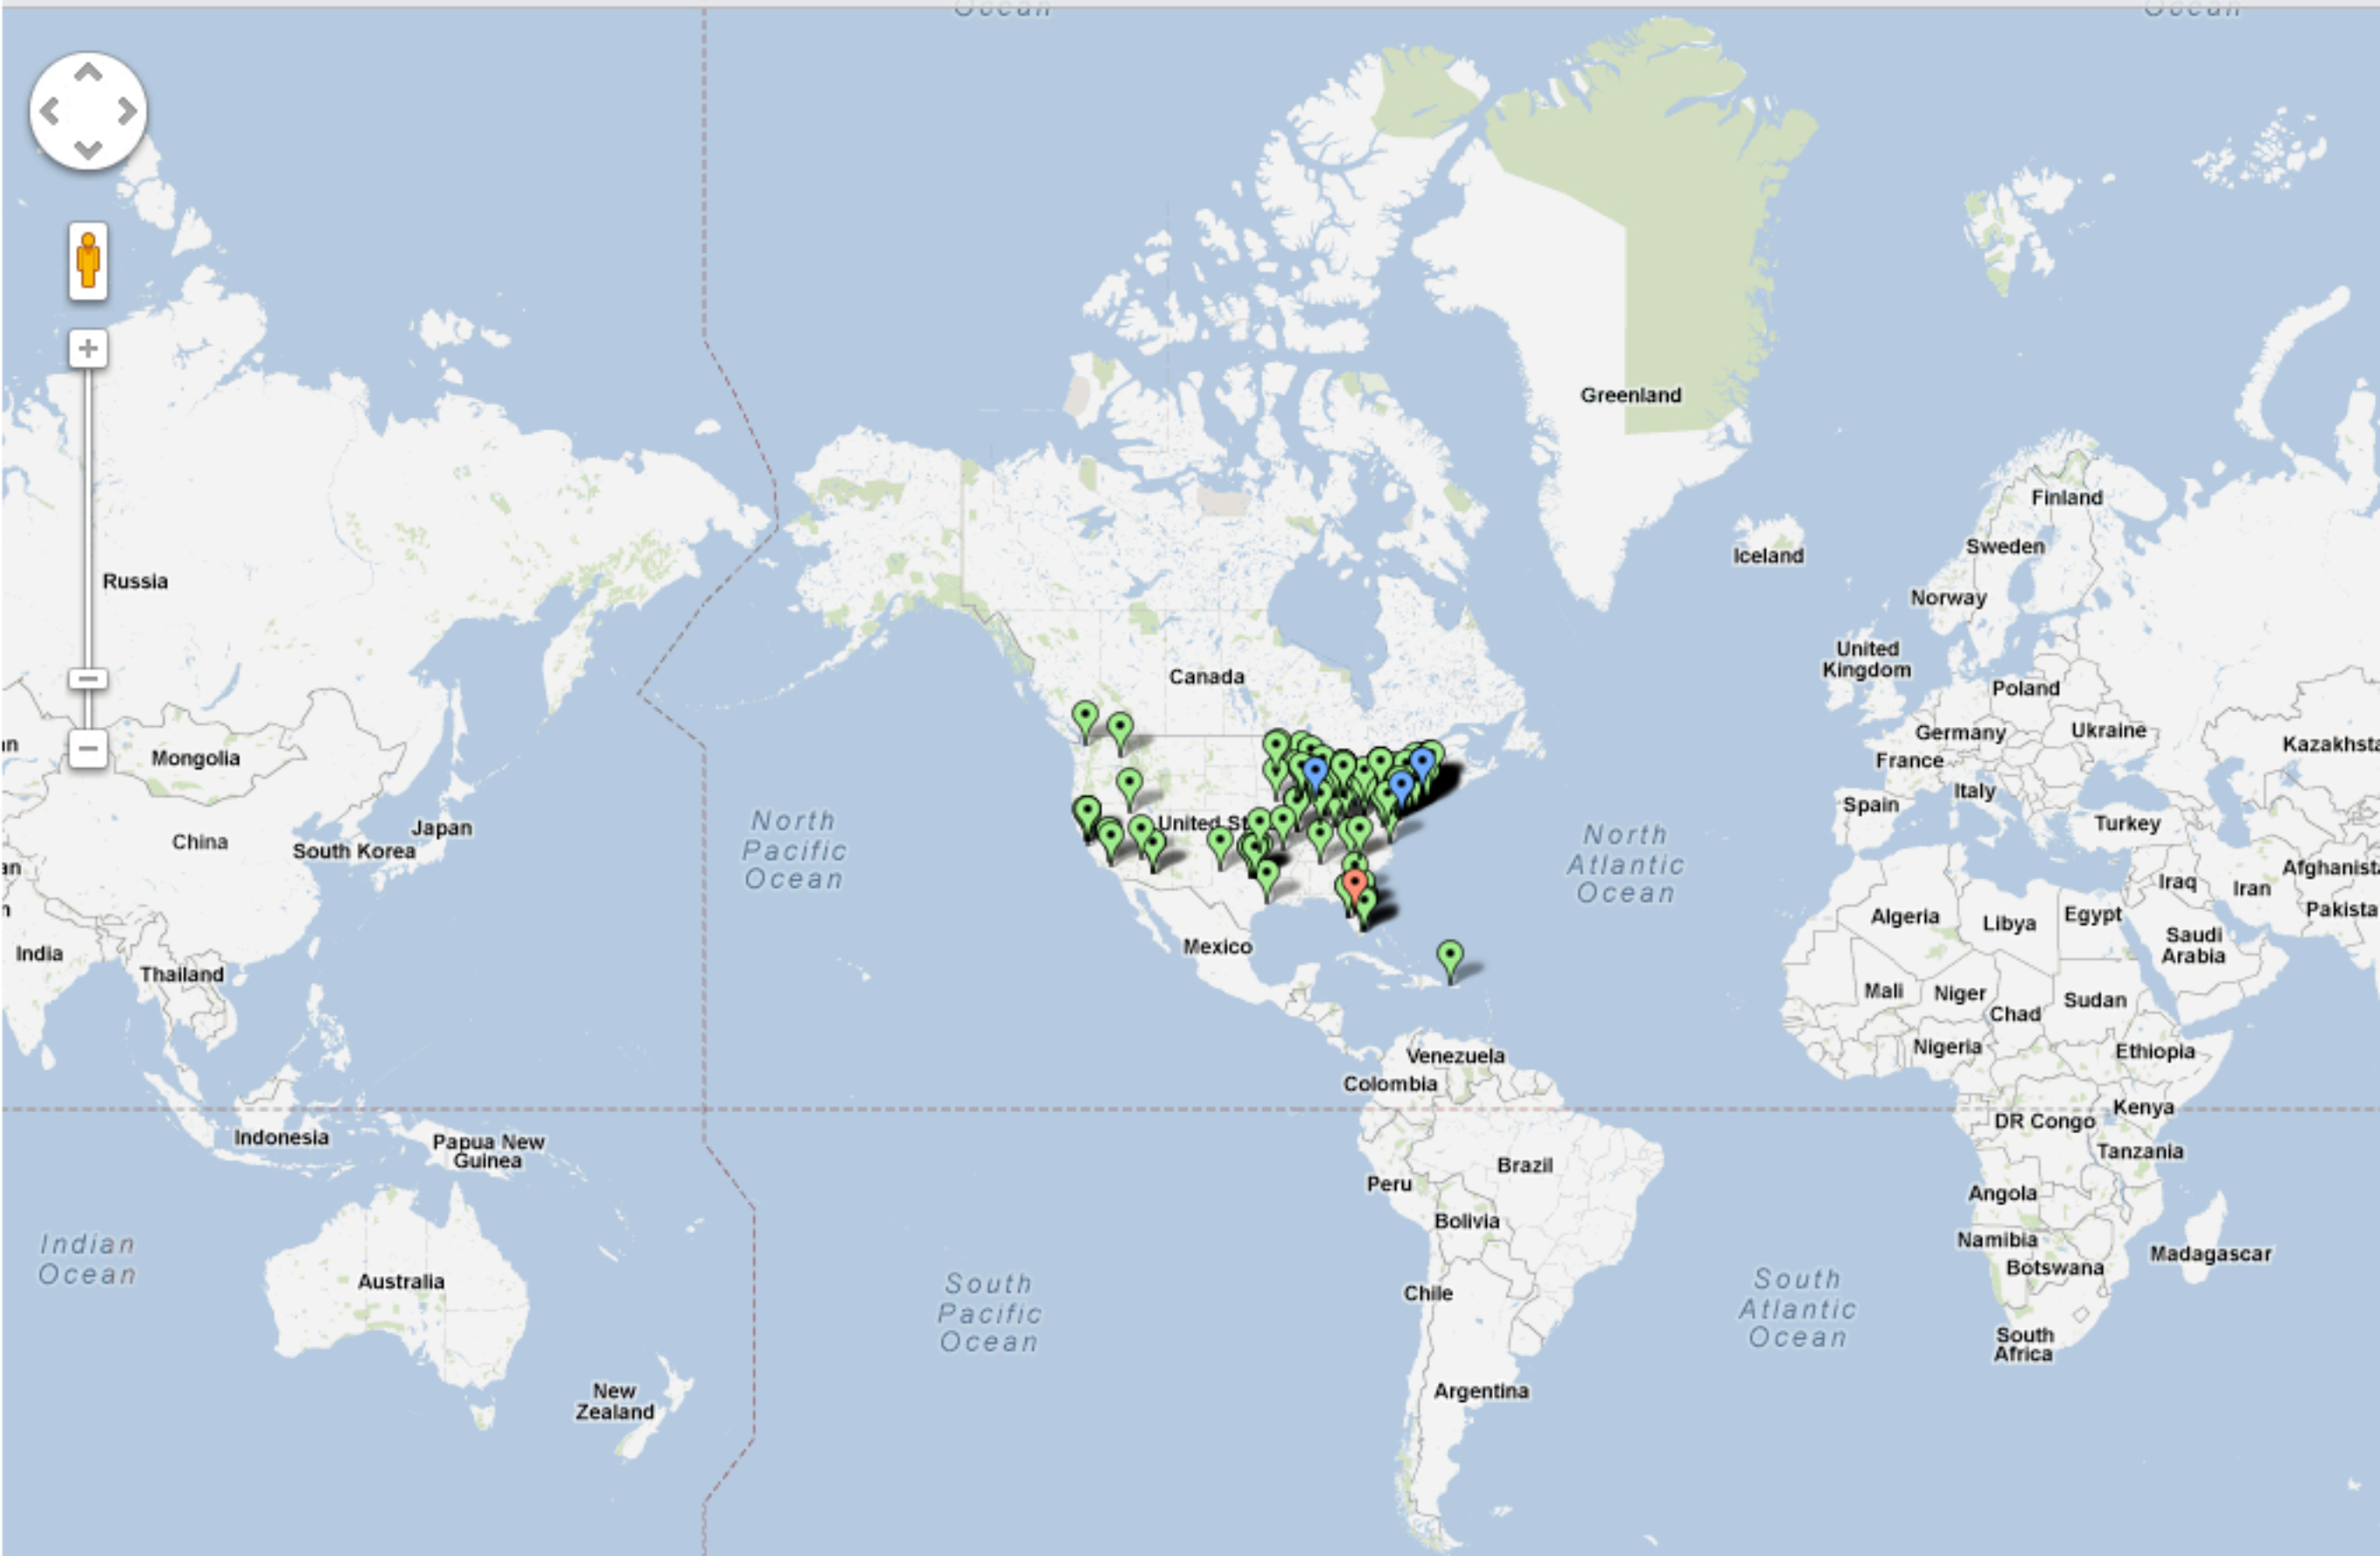 Ocean
Ocean
Greenland
Finland
Sweden
Iceland
Norway
Russia
United
Kingdom
Canada
Poland
Germany
Ukraine
Mongolia
France
Kazakhst
Italy
Spain
North
Pacific
Ocean
United St
Japan
China
South Korea
Turkey
North
Atlantic
Ocean
Afghanist
Iraq
Iran
Algeria
Libya
Egypt
Pakista
India
Mexico
Saudi
Arabia
Thailand
Mali
Niger
Chad
Sudan
Nigeria
Ethiopia
Venezuela
Colombia
Kenya
DR Congo
Indonesia
Papua New
Guinea
Tanzania
Brazil
Peru
Angola
Bolivia
Indian
Ocean
Namibia
Madagascar
Botswana
Australia
South
Pacific
Ocean
Chile
South
Atlantic
Ocean
South
Africa
New
Zealand
Argentina